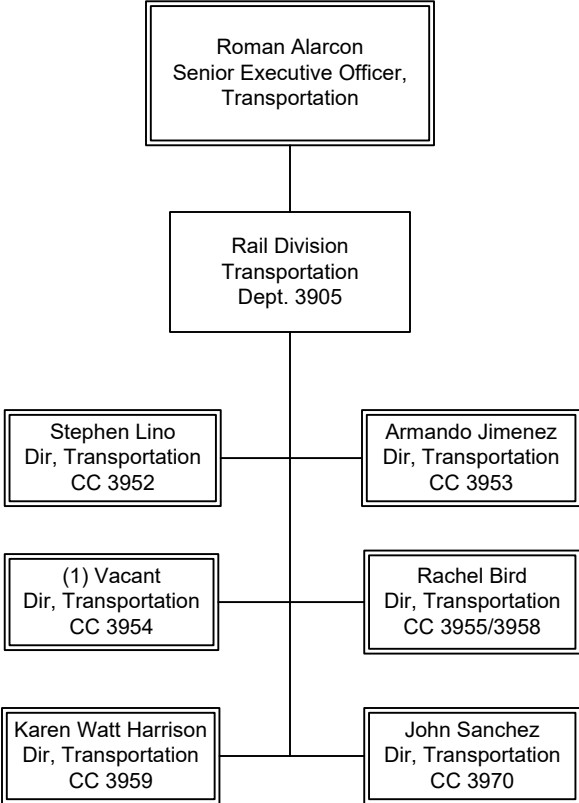 Roman Alarcon
Senior Executive Officer,
Transportation
Rail Division
Transportation
Dept. 3905
Stephen Lino
Dir, Transportation
CC 3952
Armando Jimenez
Dir, Transportation
CC 3953
(1) Vacant
Dir, Transportation
CC 3954
Rachel Bird
Dir, Transportation
CC 3955/3958
Karen Watt Harrison
Dir, Transportation
CC 3959
John Sanchez
Dir, Transportation
CC 3970